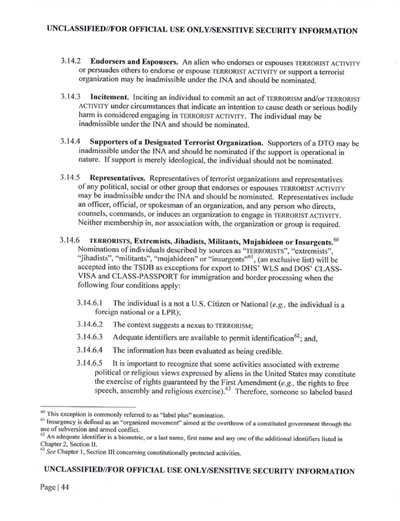 UNCLASSIFIED//FOR OFFICIAL USE ONLY/SENSITIVE SECURITY INFORMATION
3.14.2 Endorsers and Espousers. An alien who endorses or espouses TERRORIST ACTIVITY
or persuades others to endorse or espouse TERRORIST ACTIVITY or support a terrorist
organization may be inadmissible under the INA and should be nominated.
3.14.3 Incitement. Inciting an individual to commit an act of TERRORISM and/or TERRORIST
ACTIVITY under circumstances that indicate an intention to cause death or serious bodily
harm is considered engaging in TERRORIST ACTIVITY. The individual may be
inadmissible under the INA and should be nominated.
3.14.4 Supporters of a Designated Terrorist Organization. Supporters of a DTO may be
inadmissible under the INA and should be nominated if the support is operational in
nature. If support is merely ideological, the individual should not be nominated.
3.14.5 Representatives. Representatives of terrorist organizations and representatives
of any political, social or other group that endorses or espouses TERRORIST ACTIVITY
may be inadmissible under the INA and should be nominated. Representatives include
an officer, official, or spokesman of an organization, and any person who directs,
counsels, commands, or induces an organization to engage in TERRORIST ACTIVITY.
Neither membership in, nor association with, the organization or group is required.
3.14.6 TERRORISTS, Extremists, Jihadists, Militants, Mujahideen or Insurgents.60
Nominations of individuals described by sources as "TERRORISTS", "extremists",
"jihadists", "militants", "mujahideen" or "insurgents"61, (an exclusive list) will be
accepted into the TSDB as exceptions for export to DHS' WLS and DOS' CLASS-
VISA and CLASS-PASSPORT for immigration and border processing when the
following four conditions apply:
3.14.6.1 The individual is a not a U.S. Citizen or National (e.g., the individual is a
foreign national or a LPR);
3.14.6.2 The context suggests a nexus to TERRORISM;
3.14.6.3 Adequate identifiers are available to permit identification62; and,
3.14.6.4 The information has been evaluated as being credible.
3.14.6.5 It is important to recognize that some activities associated with extreme
political or religious views expressed by aliens in the United States may constitute
the exercise of rights guaranteed by the First Amendment (e.g., the rights to free
speech, assembly and religious exercise).63 Therefore, someone so labeled based
60 This exception is commonly referred to as "label plus" nomination.
61 Insurgency is defined as an "organized movement" aimed at the overthrow of a constituted government through the
use of subversion and armed conflict.
62 An adequate identifier is a biometric, or a last name, first name and any one of the additional identifiers listed in
Chapter 2, Section II.
63 See Chapter 1, Section III concerning constitutionally protected activities.
UNCLASSIFIED//FOR OFFICIAL USE ONLY/SENSITIVE SECURITY INFORMATION
Page | 44